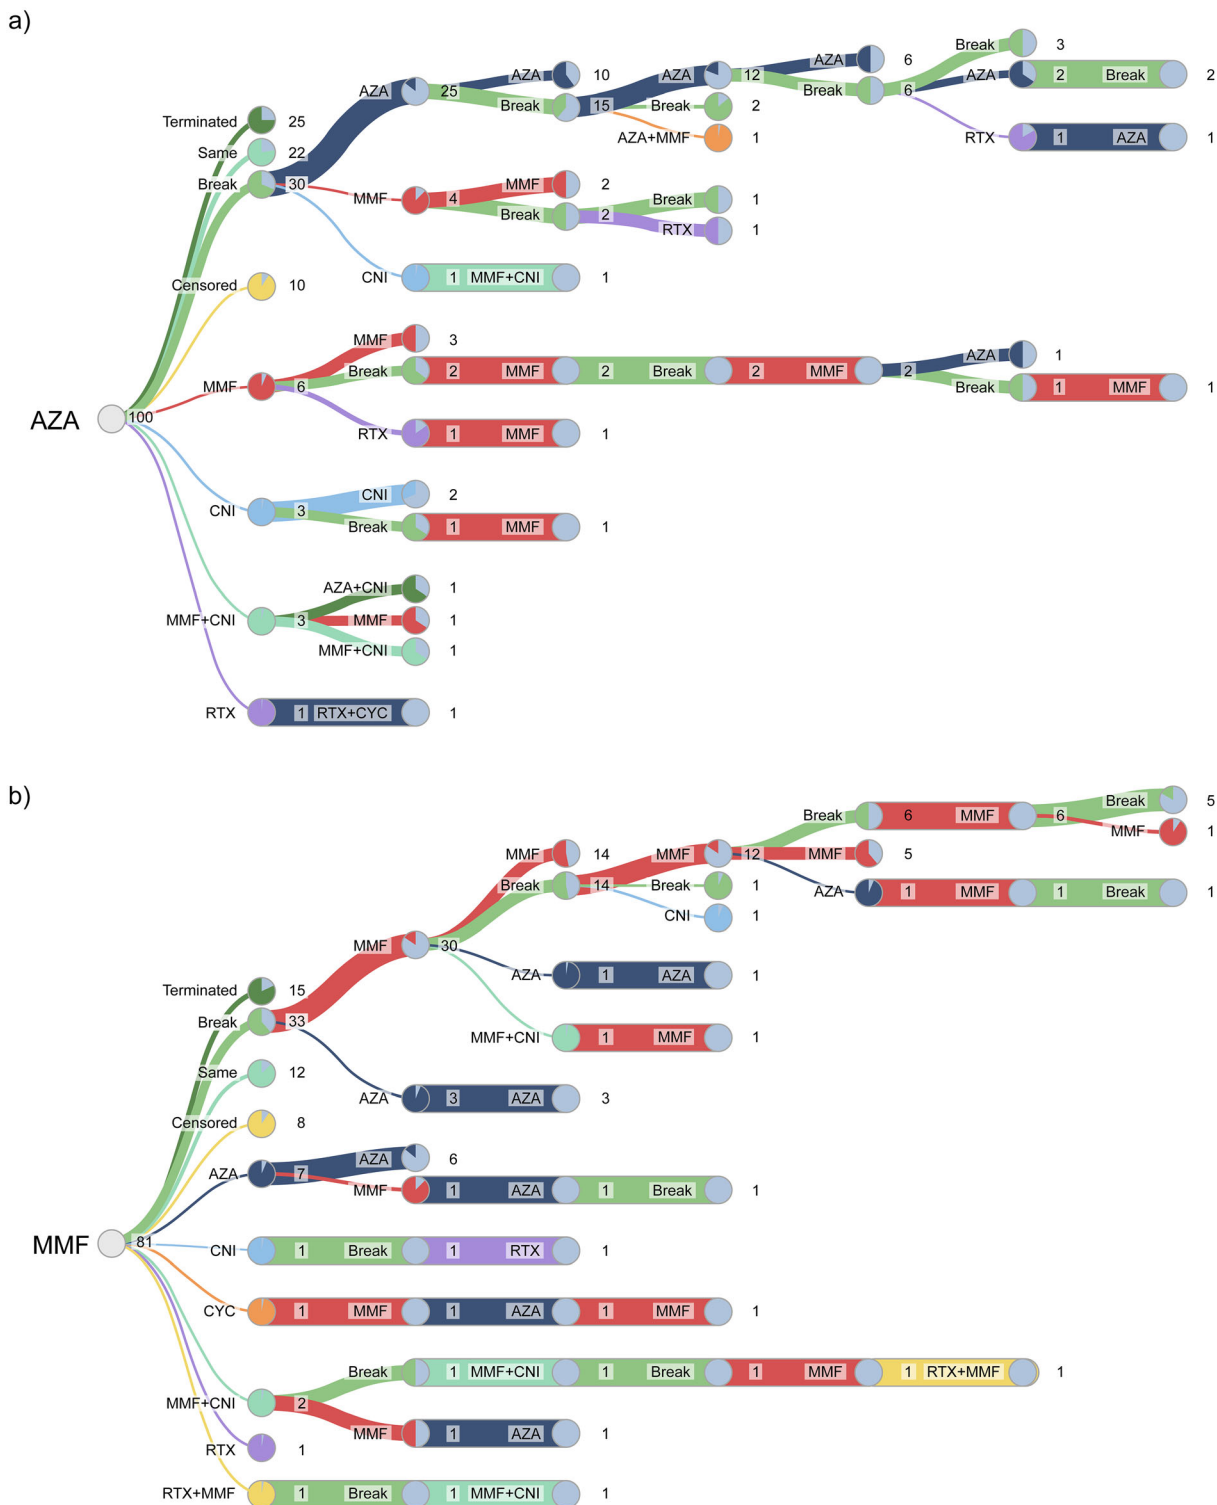 a)
Break 3
AZA 6
AZA 10 AZA 12 AZA 2 Break 2
AZA 25 Break 6
Break 15 Break 2
Terminated 25
AZA+MMF 1 RTX 1 AZA 1
Same 22
Break 30 MMF 2
MMF 4 Break 1
Break 2
RTX 1
CNI 1 MMF+CNI 1
Censored 10
MMF 3
AZA 1
Break 2 MMF 2 Break 2 MMF 2
MMF 6 Break 1 MMF 1
AZA 100
RTX 1 MMF 1
CNI 2
CNI 3
Break 1 MMF 1
AZA+CNI 1
MMF+CNI 3 MMF 1
MMF+CNI 1
RTX 1 RTX+CYC 1
b)
Break 5
Break 6 MMF 6
MMF 1
MMF 14 MMF 12 MMF 5
Break 14 Break 1 AZA 1 MMF 1 Break 1
CNI 1
MMF 30
AZA 1 AZA 1
Terminated 15
Break 33
MMF+CNI 1 MMF 1
Same 12
AZA 3 AZA 3
Censored 8
AZA 6
AZA 7
MMF 1 AZA 1 Break 1
MMF 81
CNI 1 Break 1 RTX 1
CYC 1 MMF 1 AZA 1 MMF 1
Break 1 MMF+CNI 1 Break 1 MMF 1 RTX+MMF 1
MMF+CNI 2
MMF 1 AZA 1
RTX 1
RTX+MMF 1 Break 1 MMF+CNI 1